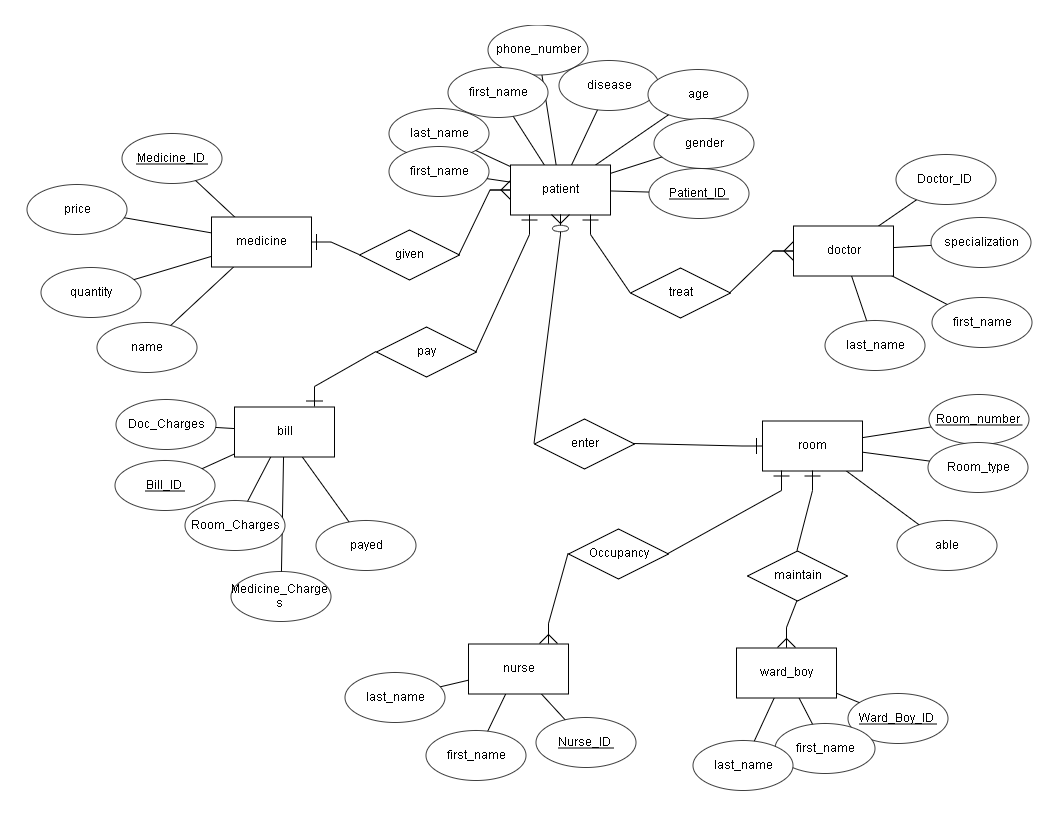 phone_number
disease
first_name
age
last_name
gender
first_name
Medicine_ID
patient
Patient_ID
Doctor_ID
price
medicine
given
doctor
specialization
quantity
treat
name
pay
first_name
last_name
Doc_Charges
bill
enter
room
Room_number
Room_type
Bill_ID
Room_Charges
payed
able
Occupancy
maintain
Medicine_Charge
s
nurse
ward_boy
last_name
first_name
Nurse_ID
Ward_Boy_ID
first_name
last_name